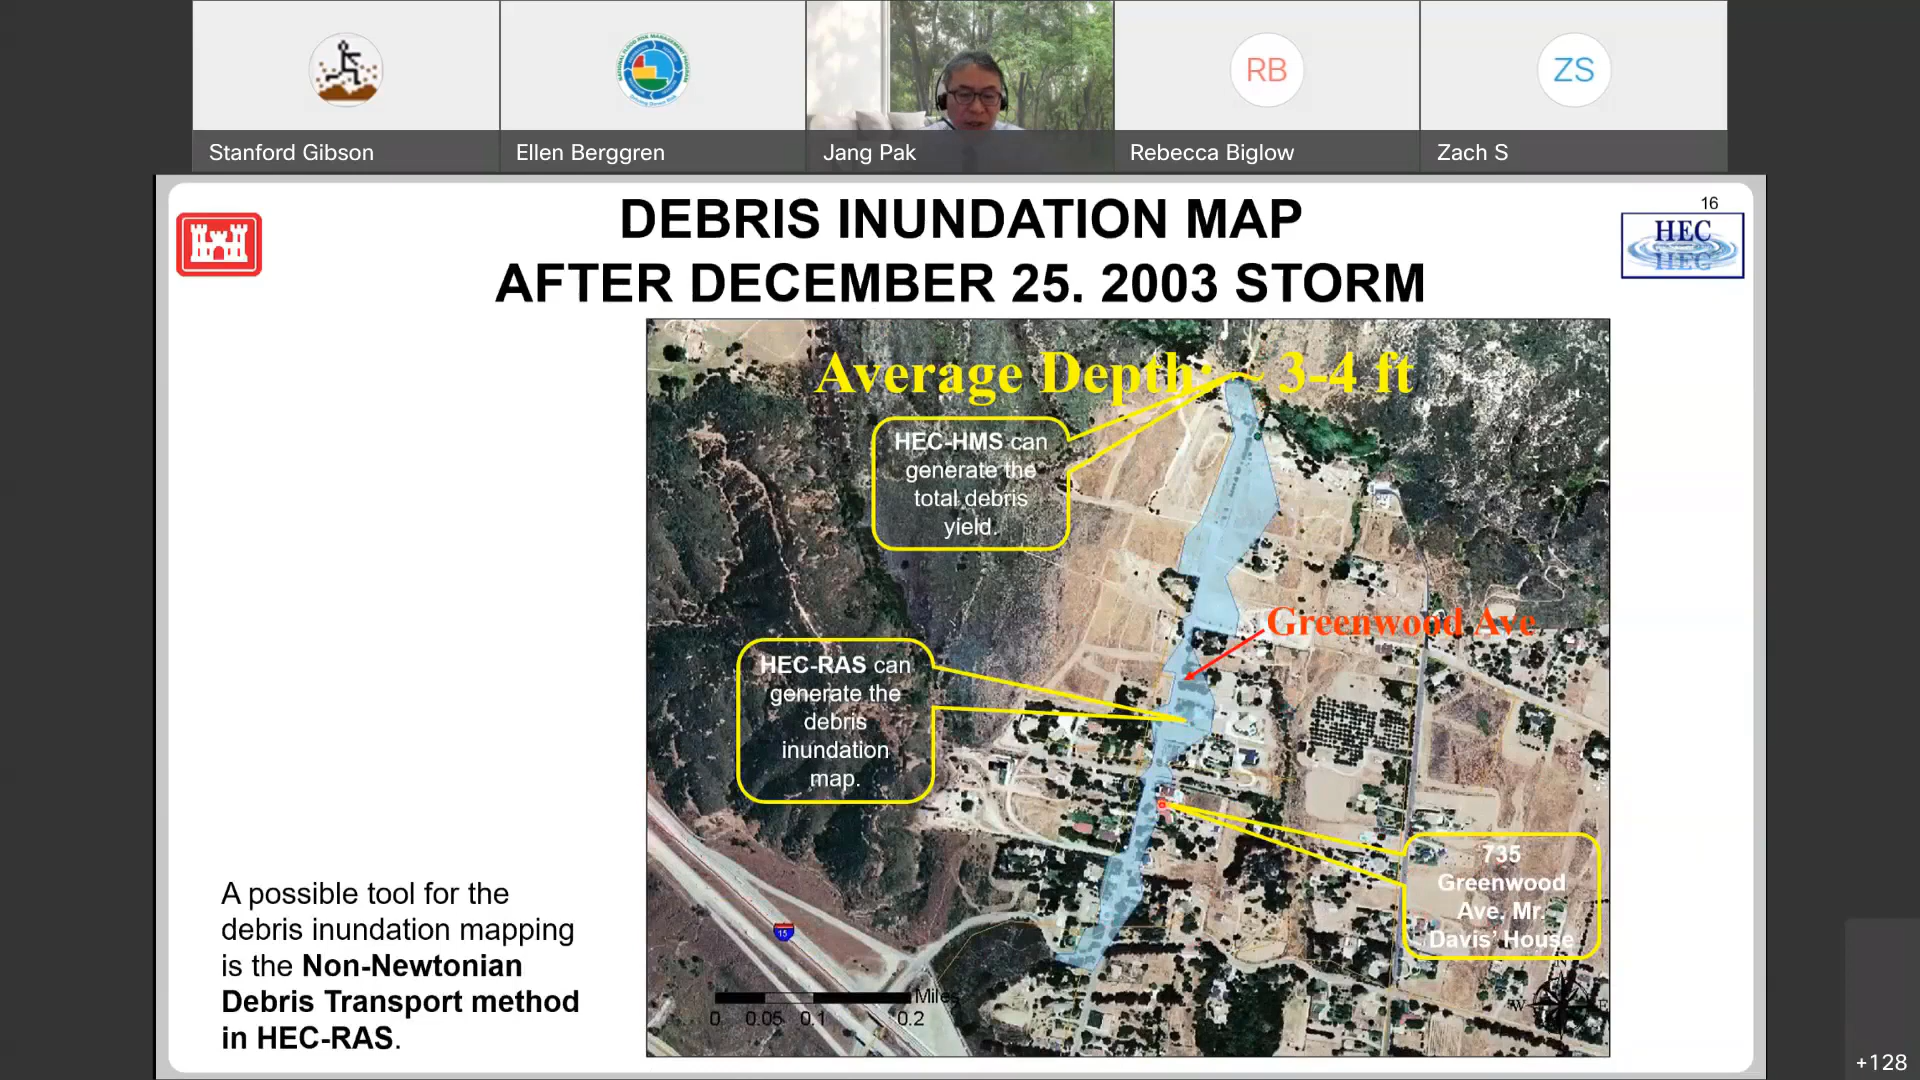 RB
ZS
Stanford Gibson
Ellen Berggren
Jang Pak
Rebecca Biglow
Zach S
16
HEC
DEBRIS INUNDATION MAP
AFTER DECEMBER 25. 2003 STORM
Average Depth: ~ 3-4 ft
HEC-HMS can
generate the
total debris
yield.
Greenwood Ave
HEC-RAS can
generate the
debris
inundation
map.
735
Greenwood
Ave. Mr.
Davis' House
A possible tool for the
debris inundation mapping
is the Non-Newtonian
Debris Transport method
in HEC-RAS.
15
Miles
0 0.05 0.1 0.2
N
W E
+128